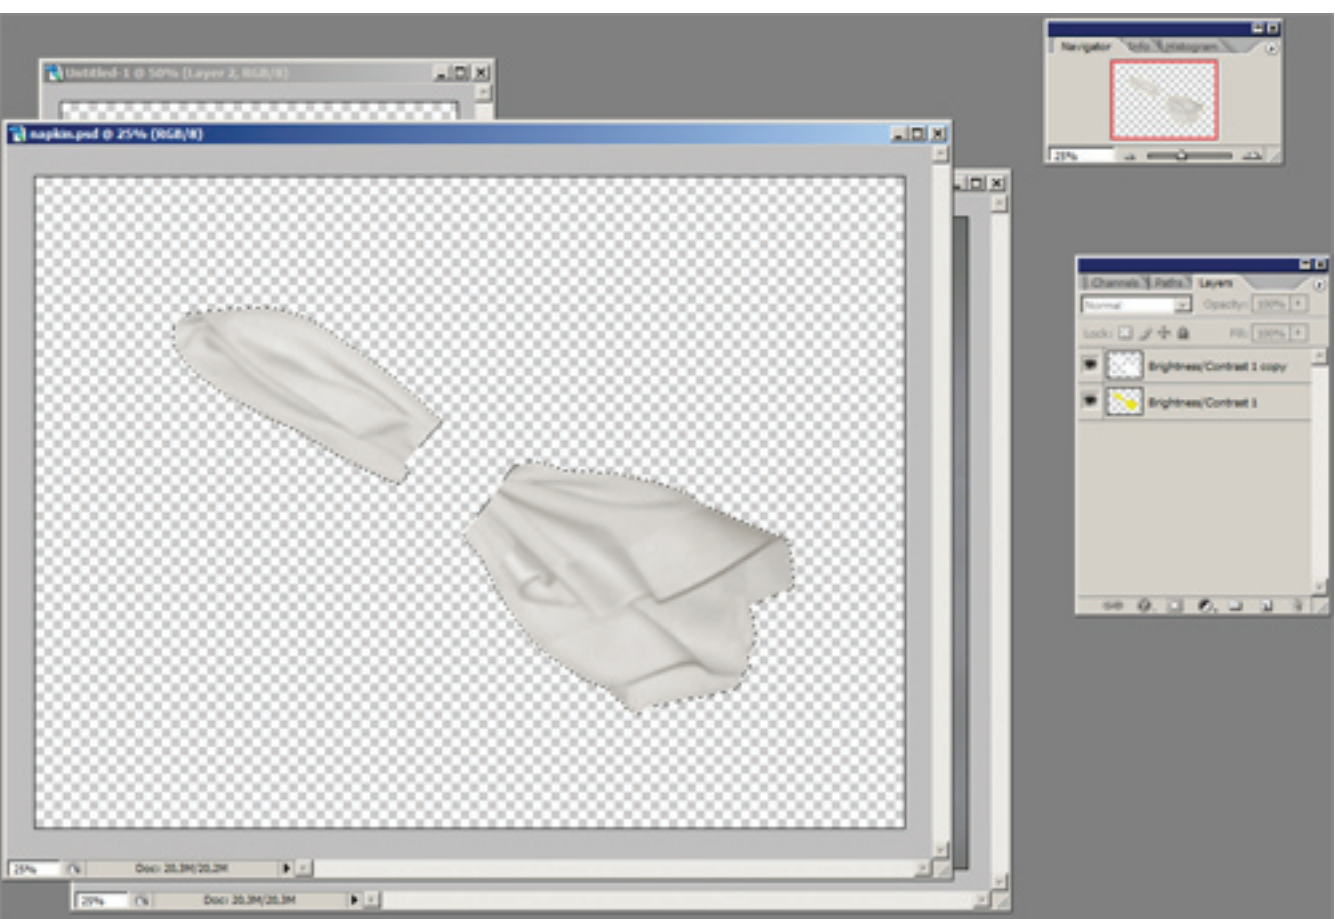 Untitled-1 @ 50% (Layer 2, RGB/8)
napkin.psd @ 25% (RGB/8)
Navigator Info Histogram
25%
Channels Paths Layers
Normal Opacity: 100%
Lock: Fill: 100%
Brightness/Contrast 1 copy
Brightness/Contrast 1
25% Doc: 20.3M/20.2M
25% Doc: 20.3M/20.3M